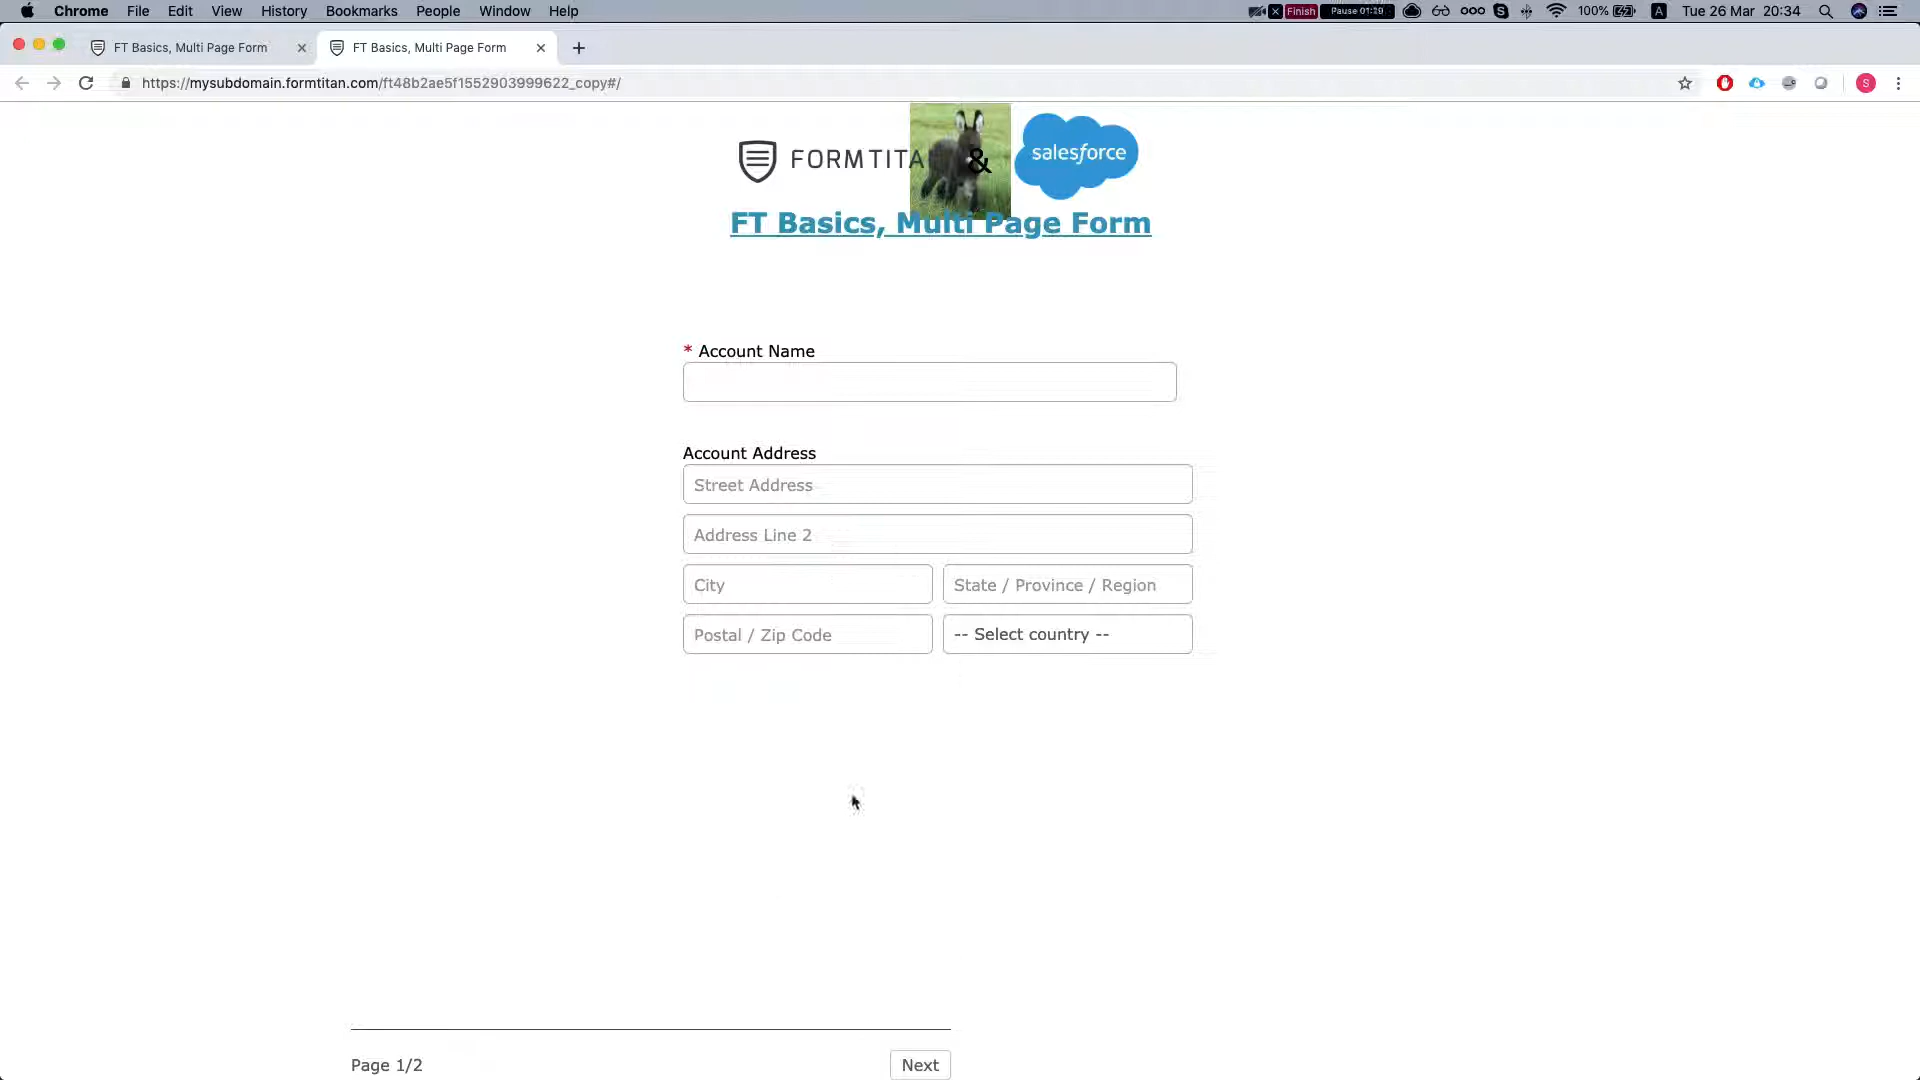 Chrome File Edit View History Bookmarks People Window Help Finish Pause 01:29 100% A Tue 26 Mar 20:34
FT Basics, Multi Page Form FT Basics, Multi Page Form
https://mysubdomain.formtitan.com/ft48b2ae5f1552903999622_copy#/ S
FORMTITA & salesforce
FT Basics, Multi Page Form
* Account Name
Account Address
Street Address
Address Line 2
City State / Province / Region
Postal / Zip Code -- Select country --
Page 1/2 Next